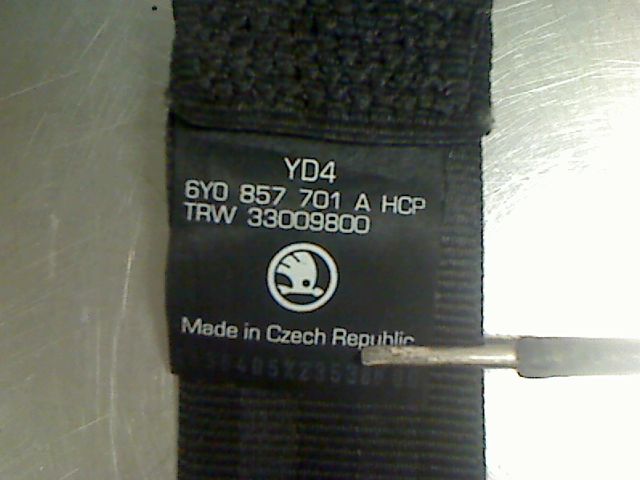 YD4
6Y0 857 701 A HCP
TRW 33009800
Made in Czech Republic